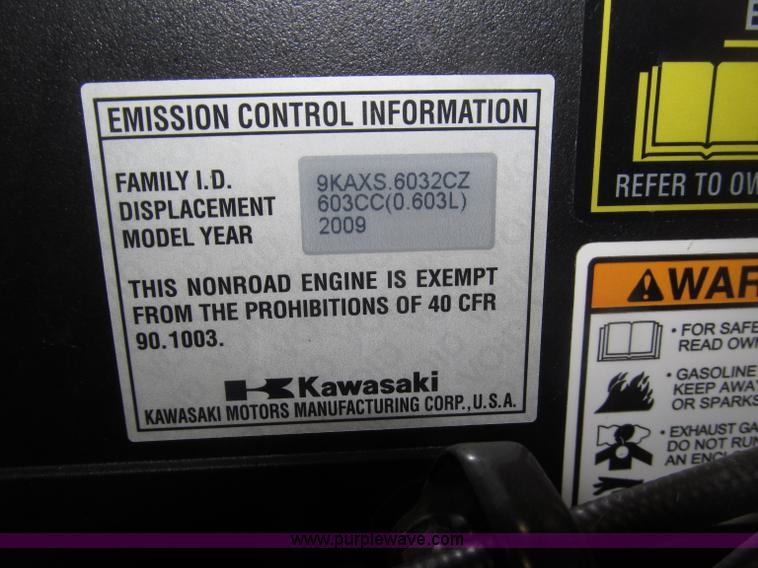 EMISSION CONTROL INFORMATION
FAMILY I.D. 9KAXS.6032CZ
DISPLACEMENT 603CC(0.603L)
MODEL YEAR 2009
THIS NONROAD ENGINE IS EXEMPT
FROM THE PROHIBITIONS OF 40 CFR
90.1003.
Kawasaki
KAWASAKI MOTORS MANUFACTURING CORP., U.S.A.
REFER TO OW
WAR
• FOR SAFE
READ OWN
• GASOLINE
KEEP AWAY
OR SPARKS
• EXHAUST GA
DO NOT RUN
AN ENCL
www.purplewave.com